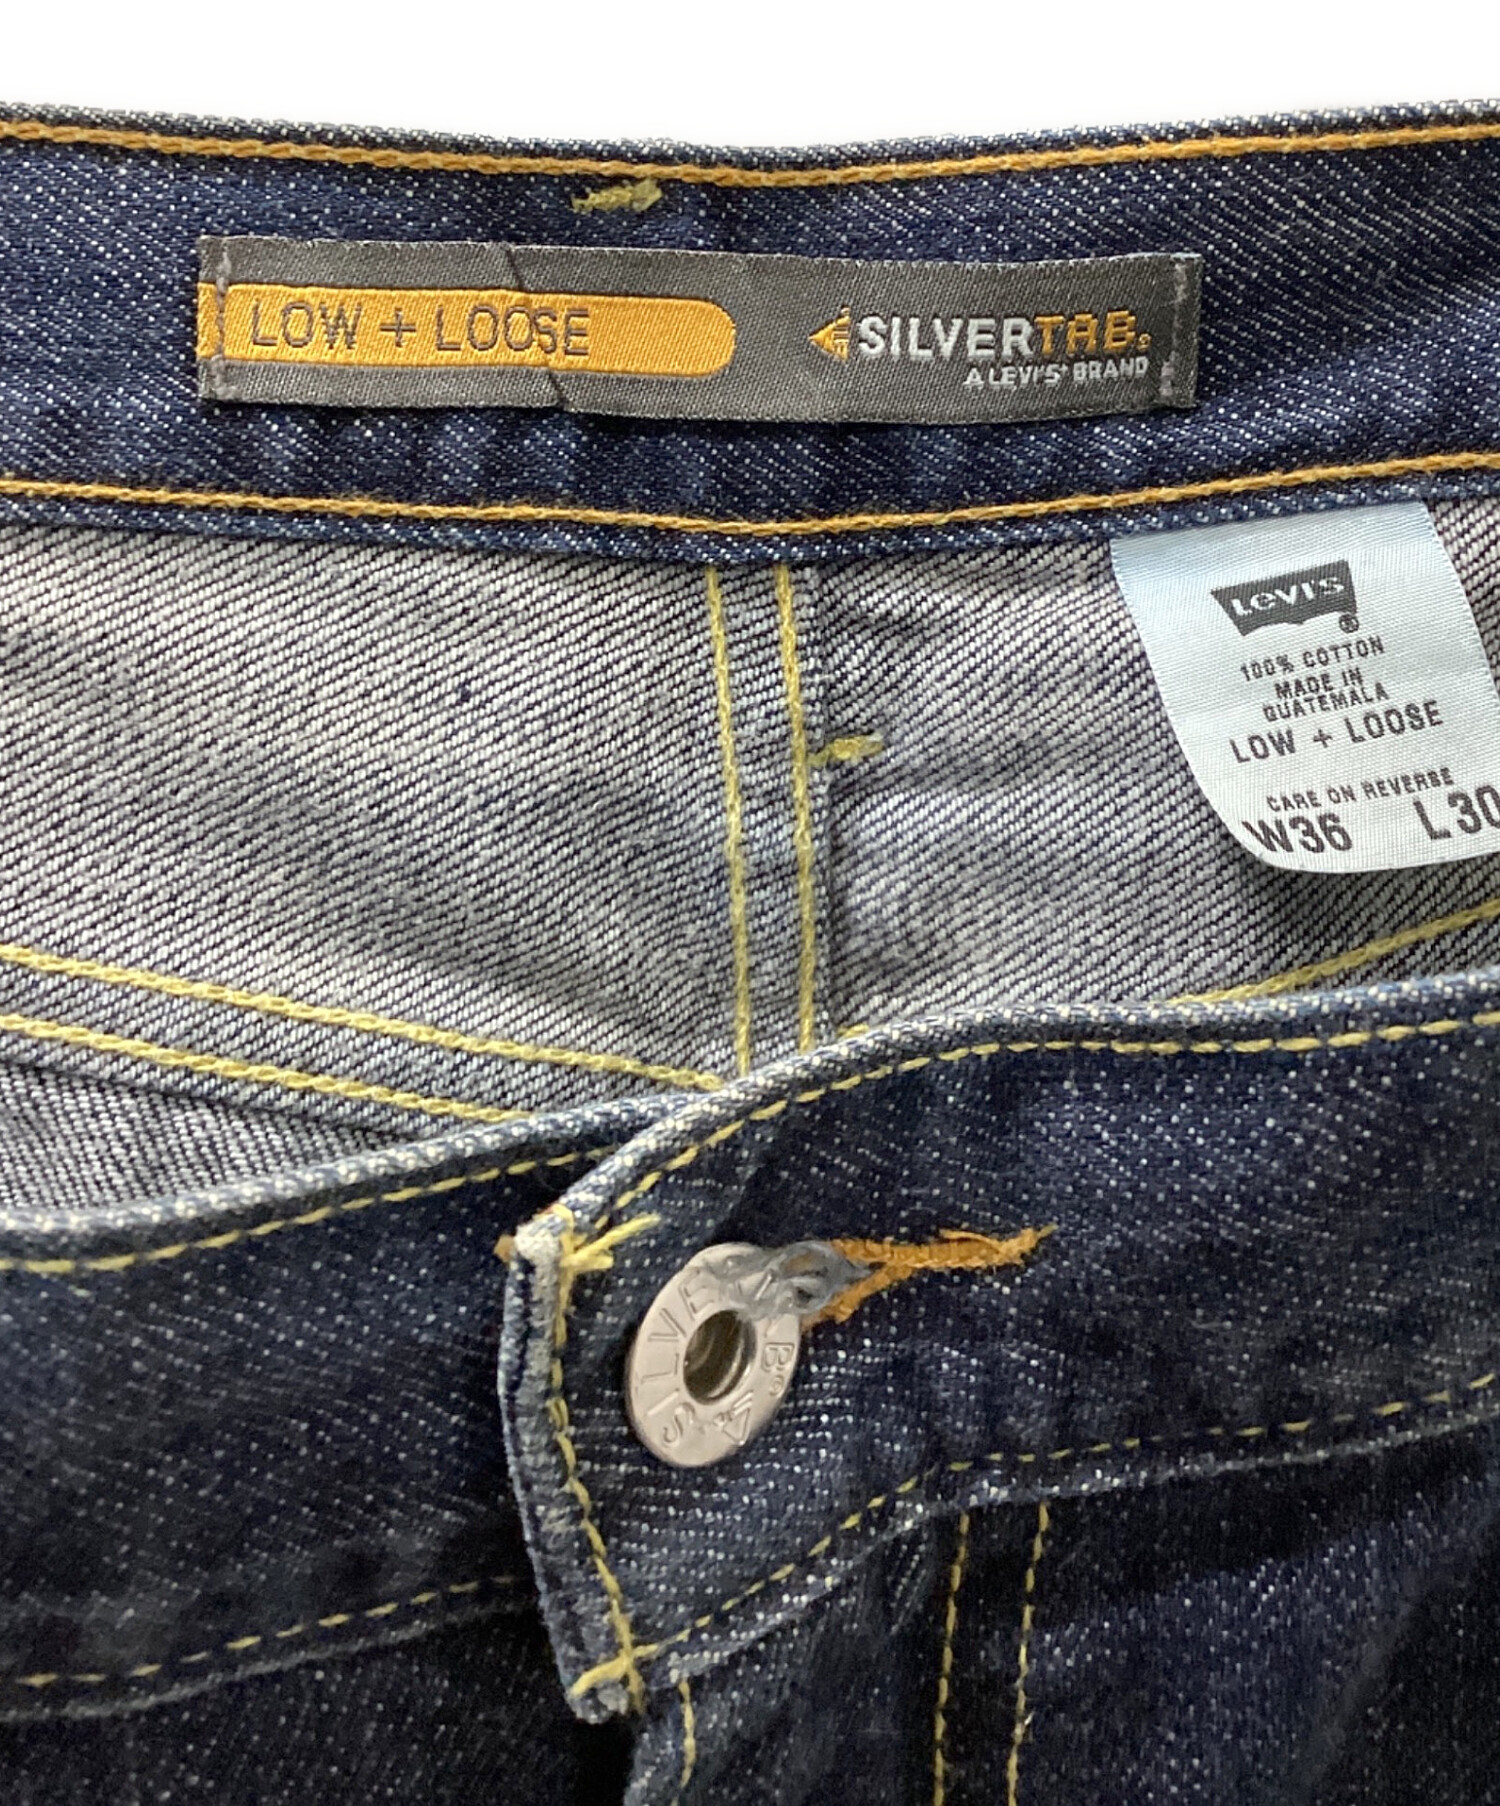 LOW + LOOSE
SILVERTAB®
A LEVI'S® BRAND
Levi's®
100% COTTON
MADE IN
GUATEMALA
LOW + LOOSE
CARE ON REVERSE
W36 L30